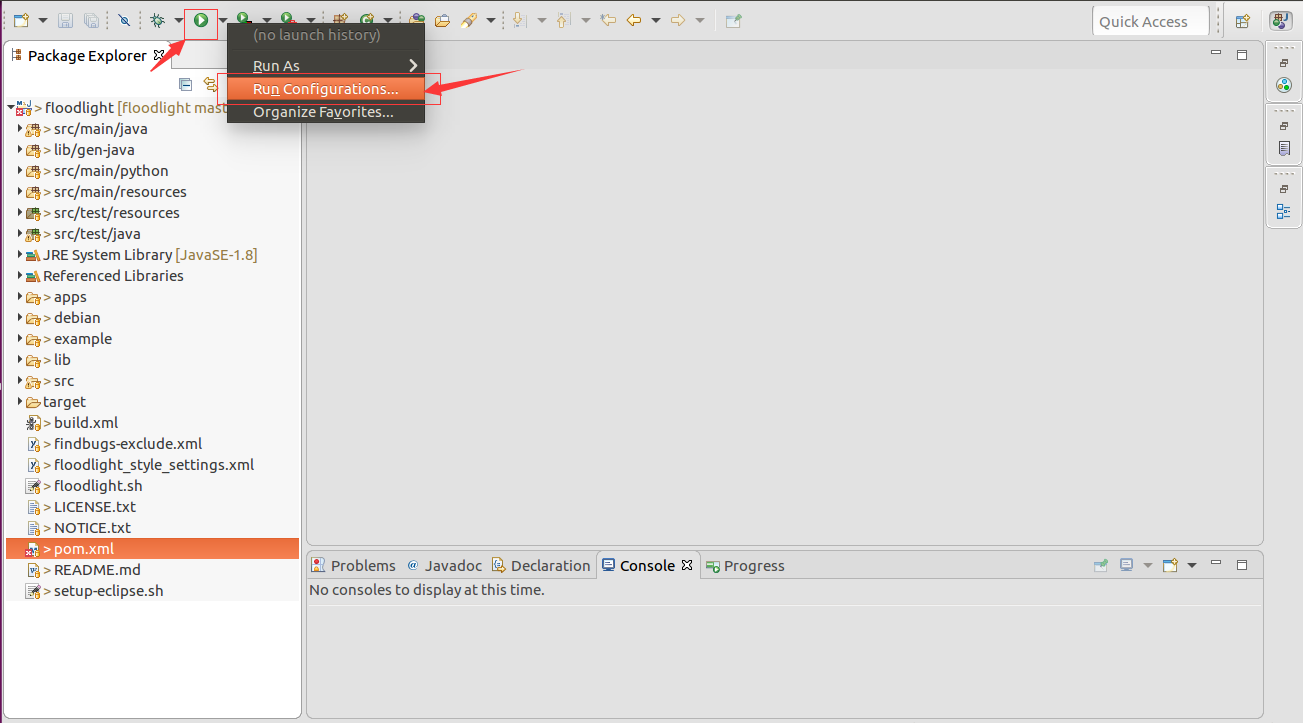 Quick Access
(no launch history)
Run As
Run Configurations...
Organize Favorites...
Package Explorer
> floodlight [floodlight mast
> src/main/java
> lib/gen-java
> src/main/python
> src/main/resources
> src/test/resources
> src/test/java
JRE System Library [JavaSE-1.8]
Referenced Libraries
> apps
> debian
> example
> lib
> src
target
> build.xml
> findbugs-exclude.xml
> floodlight_style_settings.xml
> floodlight.sh
> LICENSE.txt
> NOTICE.txt
> pom.xml
> README.md
> setup-eclipse.sh
Problems @ Javadoc Declaration Console Progress
No consoles to display at this time.